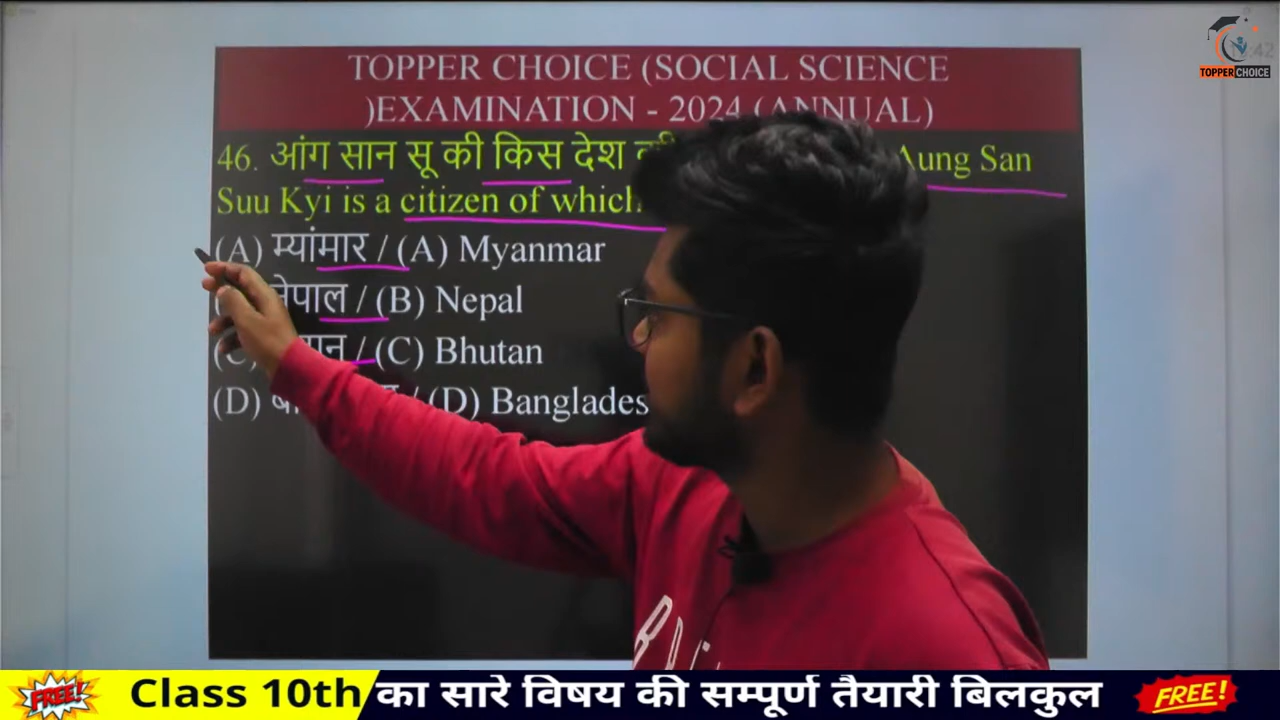 TOPPER CHOICE
TOPPER CHOICE (SOCIAL SCIENCE
)EXAMINATION - 2024 (ANNUAL)
46. आंग सान सू की किस देश Aung San
Suu Kyi is a citizen of which
(A) म्यांमार / (A) Myanmar
/ (B) Nepal
(C) / (C) Bhutan
(D) / (D)
FREE!
Class 10th का सारे विषय की सम्पूर्ण तैयारी बिलकुल
FREE!